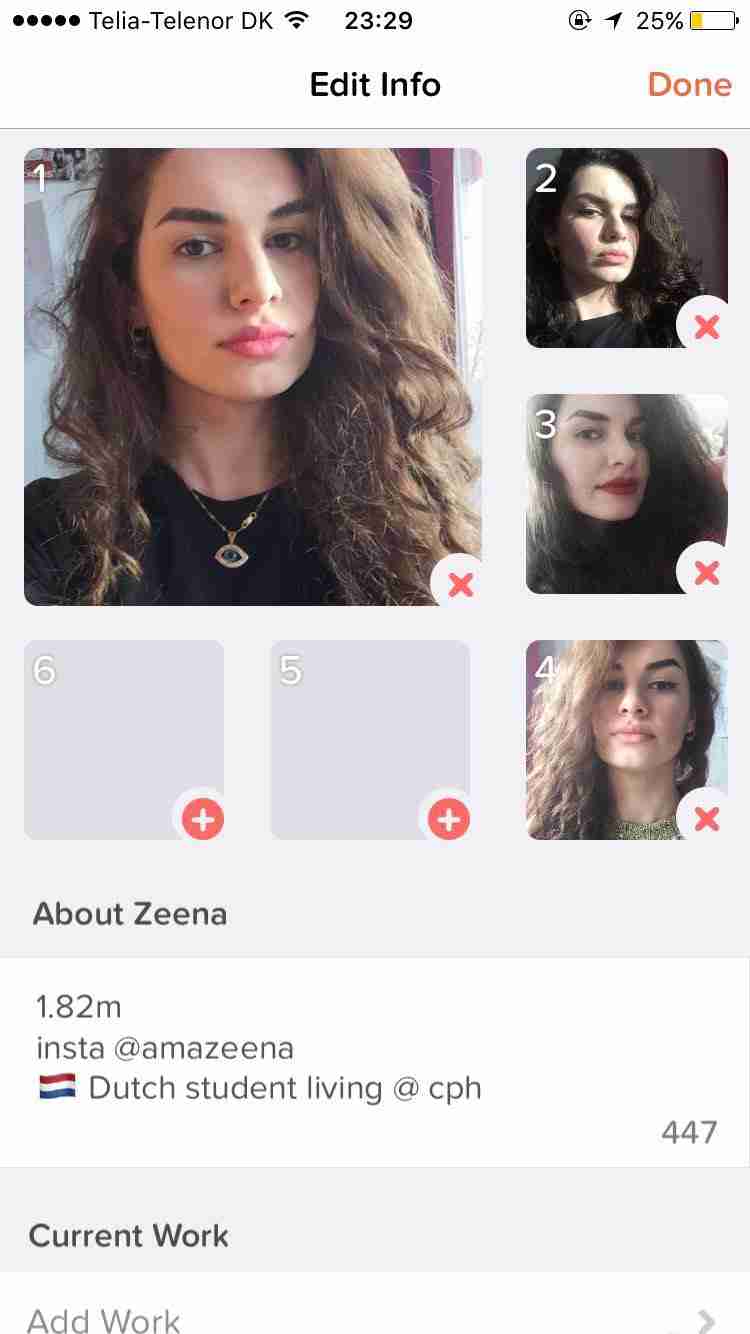 Telia-Telenor DK 23:29 25%
Edit Info Done
1
2
3
6
5
4
About Zeena
1.82m
insta @amazeena
🇳🇱 Dutch student living @ cph
447
Current Work
Add Work